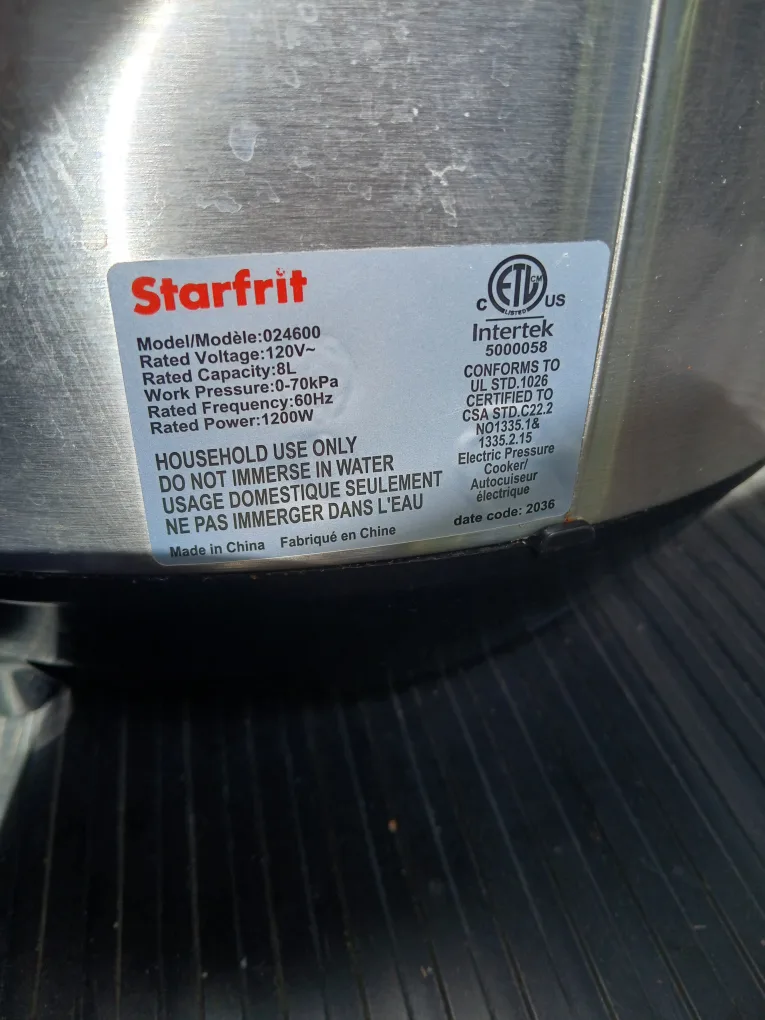 Starfrit
Model/Modèle:024600
Rated Voltage:120V~
Rated Capacity:8L
Work Pressure:0-70kPa
Rated Frequency:60Hz
Rated Power:1200W
HOUSEHOLD USE ONLY
DO NOT IMMERSE IN WATER
USAGE DOMESTIQUE SEULEMENT
NE PAS IMMERGER DANS L'EAU
Made in China Fabriqué en Chine
ETL CM
C US
LISTED
Intertek
5000058
CONFORMS TO
UL STD.1026
CERTIFIED TO
CSA STD.C22.2
NO1335.1&
1335.2.15
Electric Pressure
Cooker/
Autocuiseur
électrique
date code: 2036